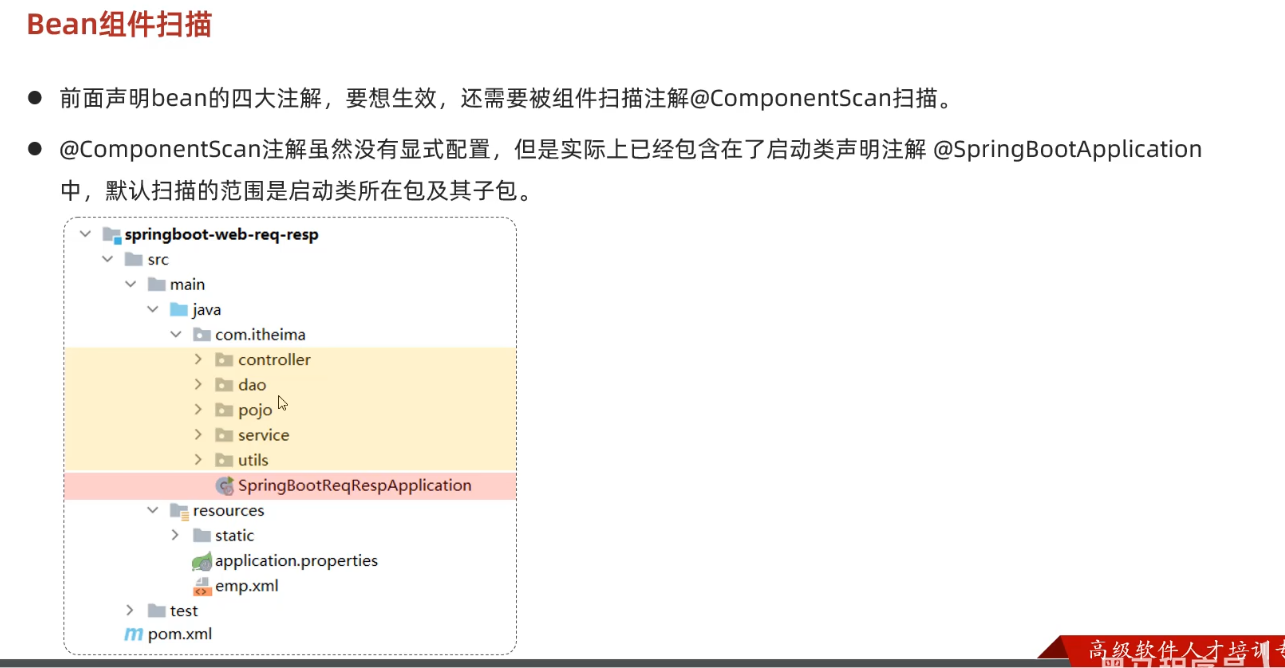 Bean组件扫描
前面声明bean的四大注解，要想生效，还需要被组件扫描注解@ComponentScan扫描。
@ComponentScan注解虽然没有显式配置，但是实际上已经包含在了启动类声明注解 @SpringBootApplication
中，默认扫描的范围是启动类所在包及其子包。
springboot-web-req-resp
src
main
java
com.itheima
controller
dao
pojo
service
utils
SpringBootReqRespApplication
resources
static
application.properties
emp.xml
test
pom.xml
高级软件人才培训